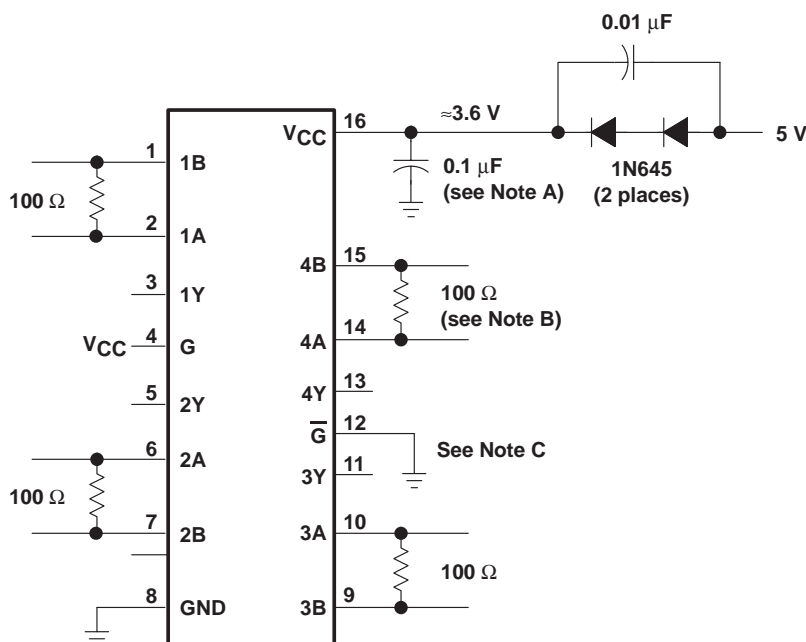 0.01 μF
16
≈3.6 V
VCC
5 V
1
1B
0.1 μF
(see Note A)
1N645
(2 places)
100 Ω
2
1A
15
4B
3
1Y
100 Ω
(see Note B)
VCC
4
G
14
4A
5
2Y
13
4Y
12
G̅
See Note C
6
2A
11
3Y
100 Ω
7
2B
10
3A
100 Ω
8
GND
9
3B